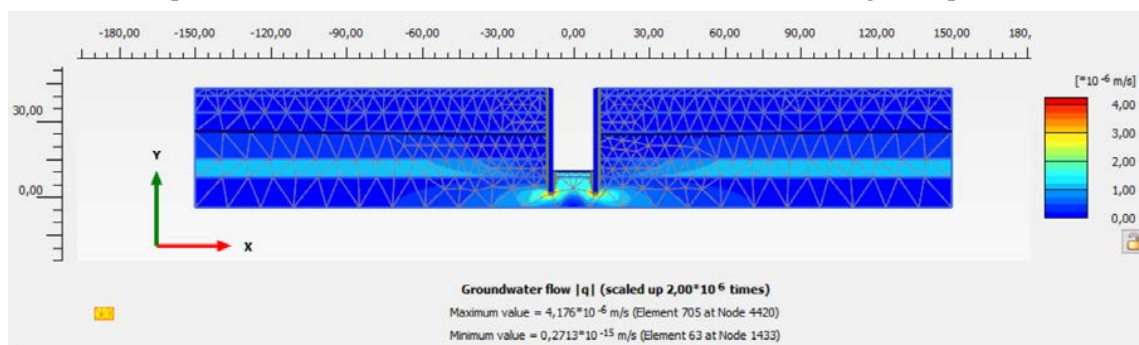 -180,00 -150,00 -120,00 -90,00 -60,00 -30,00 0,00 30,00 60,00 90,00 120,00 150,00 180,
[*10 -6 m/s]
4,00
30,00
3,00
Y
2,00
1,00
0,00
0,00
X
Groundwater flow |q| (scaled up 2,00*10 6 times)
Maximum value = 4,176*10 -6 m/s (Element 705 at Node 4420)
Minimum value = 0,2713*10 -15 m/s (Element 63 at Node 1433)